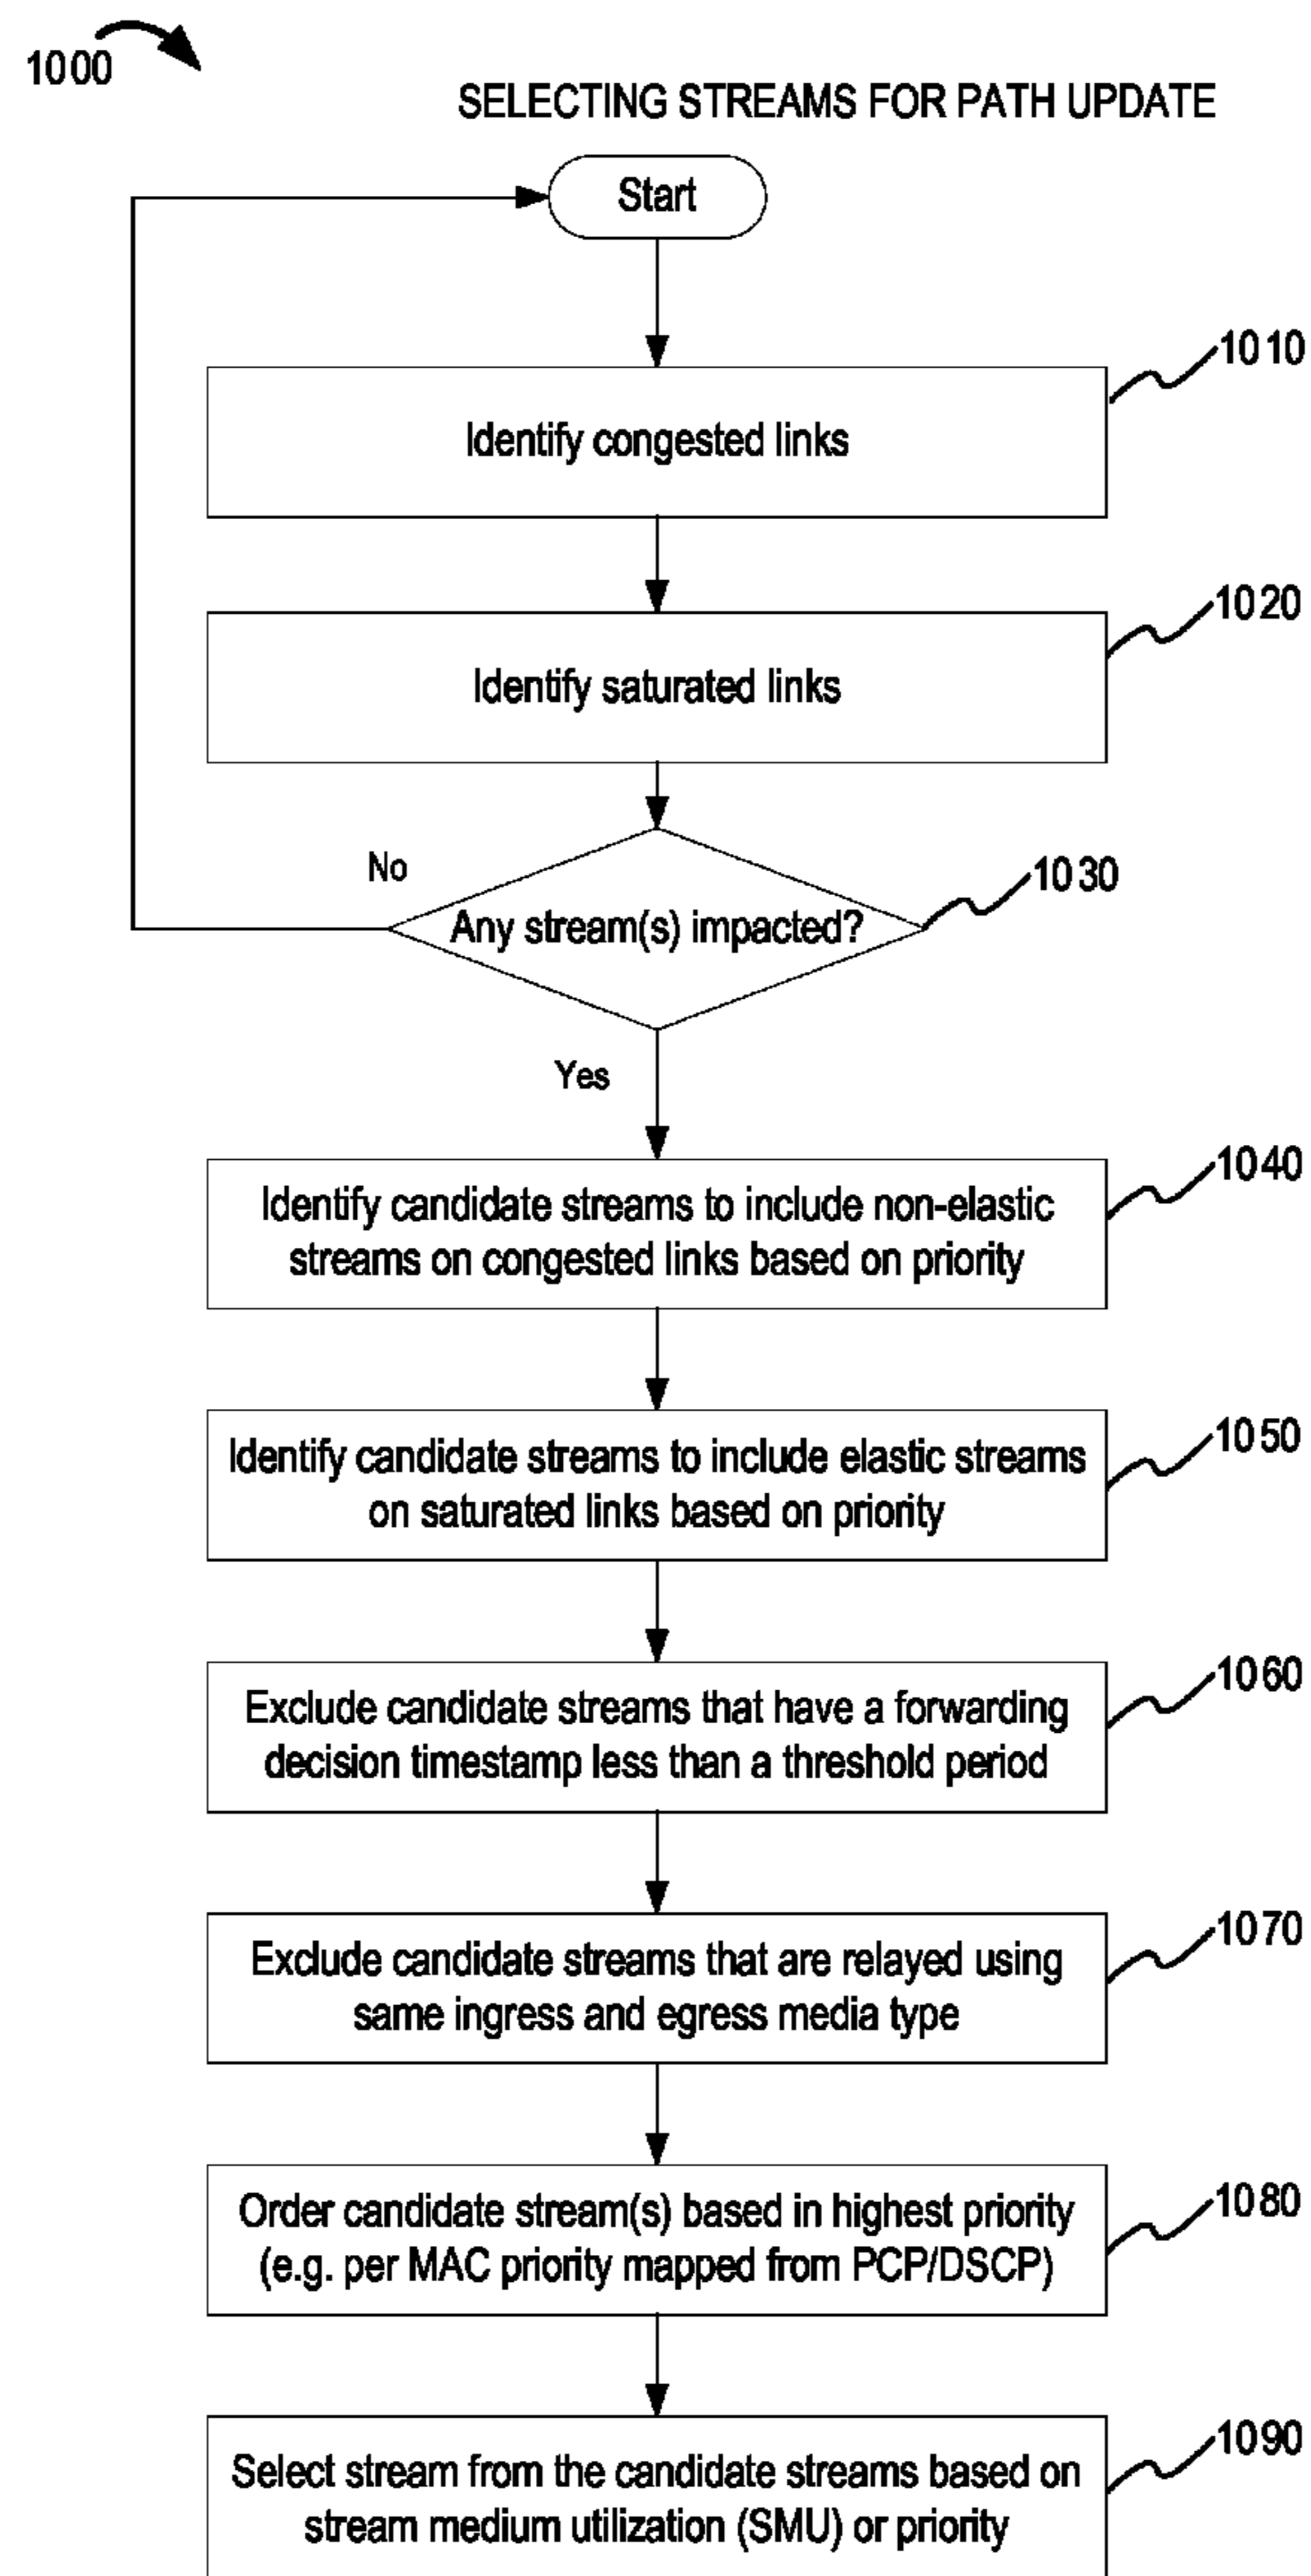 1000
SELECTING STREAMS FOR PATH UPDATE
Start
1010
Identify congested links
1020
Identify saturated links
No
1030
Any stream(s) impacted?
Yes
1040
Identify candidate streams to include non-elastic
streams on congested links based on priority
1050
Identify candidate streams to include elastic streams
on saturated links based on priority
1060
Exclude candidate streams that have a forwarding
decision timestamp less than a threshold period
1070
Exclude candidate streams that are relayed using
same ingress and egress media type
1080
Order candidate stream(s) based in highest priority
(e.g. per MAC priority mapped from PCP/DSCP)
1090
Select stream from the candidate streams based on
stream medium utilization (SMU) or priority